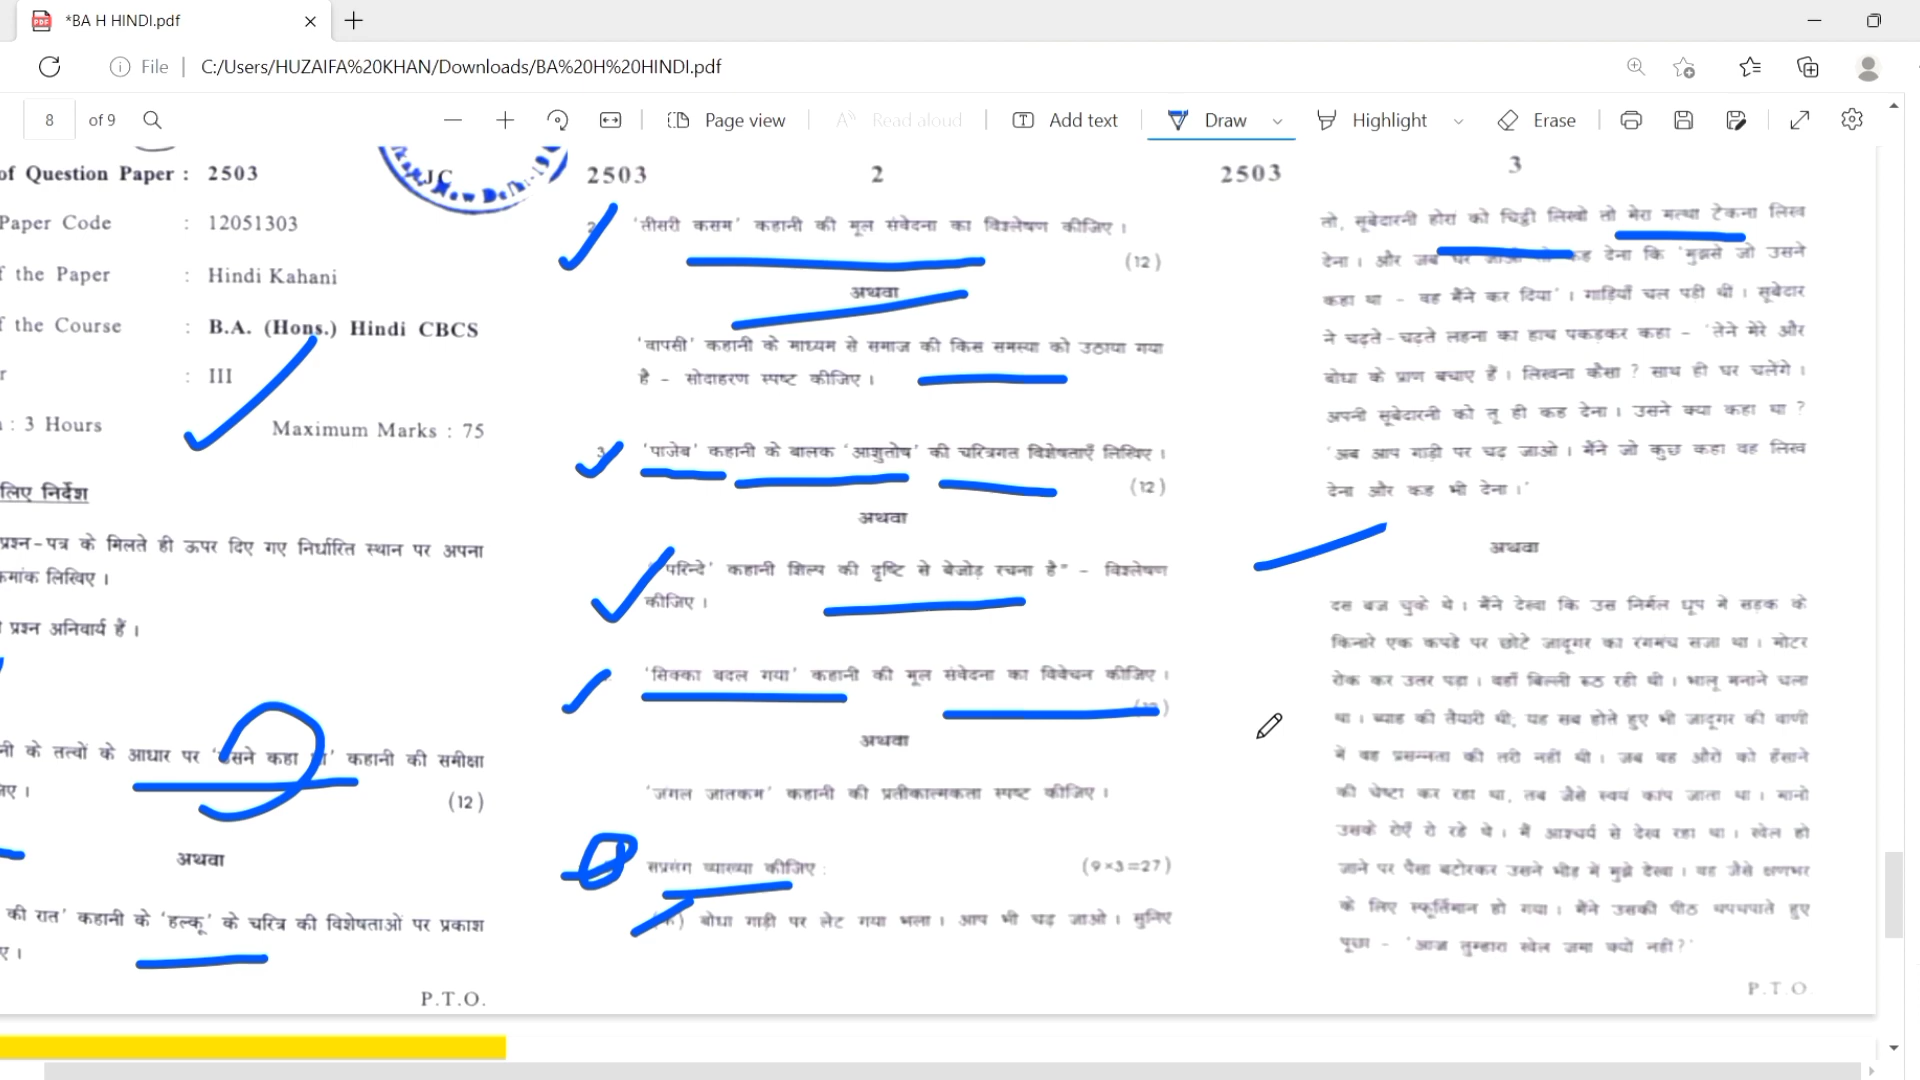 *BA H HINDI.pdf
File
C:/Users/HUZAIFA%20KHAN/Downloads/BA%20H%20HINDI.pdf
8 of 9
Page view
Read aloud
Add text
Draw
Highlight
Erase
of Question Paper : 2503
Paper Code : 12051303
the Paper : Hindi Kahani
the Course : B.A. (Hons.) Hindi CBCS
: III
: 3 Hours Maximum Marks : 75
लिए निर्देश
प्रश्न-पत्र के मिलते ही ऊपर दिए गए निर्धारित स्थान पर अपना
लिखिए ।
प्रश्न अनिवार्य हैं ।
के तत्वों के आधार पर कहा कहानी की समीक्षा
(12)
अथवा
की रात' कहानी के 'हल्कू' के चरित्र की विशेषताओं पर प्रकाश
P.T.O.
New Delhi
2503 2
'तीसरी कसम' कहानी की मूल संवेदना का विश्लेषण कीजिए ।
(12)
अथवा
'वापसी' कहानी के माध्यम से समाज की किस समस्या को उठाया गया
है - सोदाहरण स्पष्ट कीजिए ।
'पाजेब' कहानी के बालक 'आशुतोष' की चरित्रगत विशेषताएँ लिखिए ।
(12)
अथवा
परिन्दे' कहानी शिल्प की दृष्टि से बेजोड़ रचना है" - विश्लेषण
कीजिए ।
'सिक्का बदल गया' कहानी की मूल संवेदना का विवेचन कीजिए ।
अथवा
'जंगल जातकम' कहानी की प्रतीकात्मकता स्पष्ट कीजिए ।
सप्रसंग व्याख्या कीजिए : (9×3=27)
बोधा गाड़ी पर लेट गया भला । आप भी चढ़ जाओ । सुनिए
2503 3
तो, सूबेदारनी होरां को चिट्ठी लिखो तो मेरा मत्था टेकना लिख
देना । और जब घर देना कि 'मुझसे जो उसने
कहा था - वह मैंने कर दिया' । गाड़ियाँ चल पड़ी थीं । सूबेदार
ने चढ़ते-चढ़ते लहना का हाथ पकड़कर कहा - 'तेने मेरे और
बोधा के प्राण बचाए हैं । लिखना कैसा ? साथ ही घर चलेंगे ।
अपनी सूबेदारनी को तू ही कह देना । उसने क्या कहा था ?
'अब आप गाड़ी पर चढ़ जाओ । मैंने जो कुछ कहा वह लिख
देना और कह भी देना ।'
अथवा
दस बज चुके थे । मैंने देखा कि उस निर्मल धूप में सड़क के
किनारे एक कपड़े पर छोटे जादूगर का रंगमंच सजा था । मोटर
रोक कर उतर पड़ा । वहाँ बिल्ली रूठ रही थी । भालू मनाने चला
था । ब्याह की तैयारी थी; यह सब होते हुए भी जादूगर की वाणी
में वह प्रसन्नता की तरी नहीं थी । जब वह औरों को हँसाने
की चेष्टा कर रहा था, तब जैसे स्वयं कांप जाता था । मानो
उसके रोएँ रो रहे थे । मैं आश्चर्य से देख रहा था । खेल हो
जाने पर पैसा बटोरकर उसने भीड़ में मुझे देखा । वह जैसे क्षणभर
के लिए स्फूर्तिमान हो गया । मैंने उसकी पीठ थपथपाते हुए
पूछा - 'आज तुम्हारा खेल जमा क्यों नहीं ?'
P.T.O